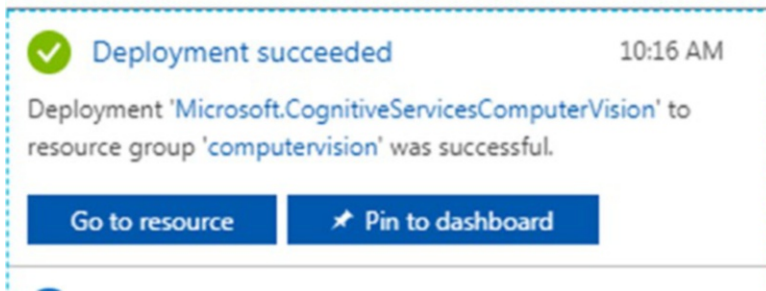 Deployment succeeded 10:16 AM
Deployment 'Microsoft.CognitiveServicesComputerVision' to
resource group 'computervision' was successful.
Go to resource Pin to dashboard